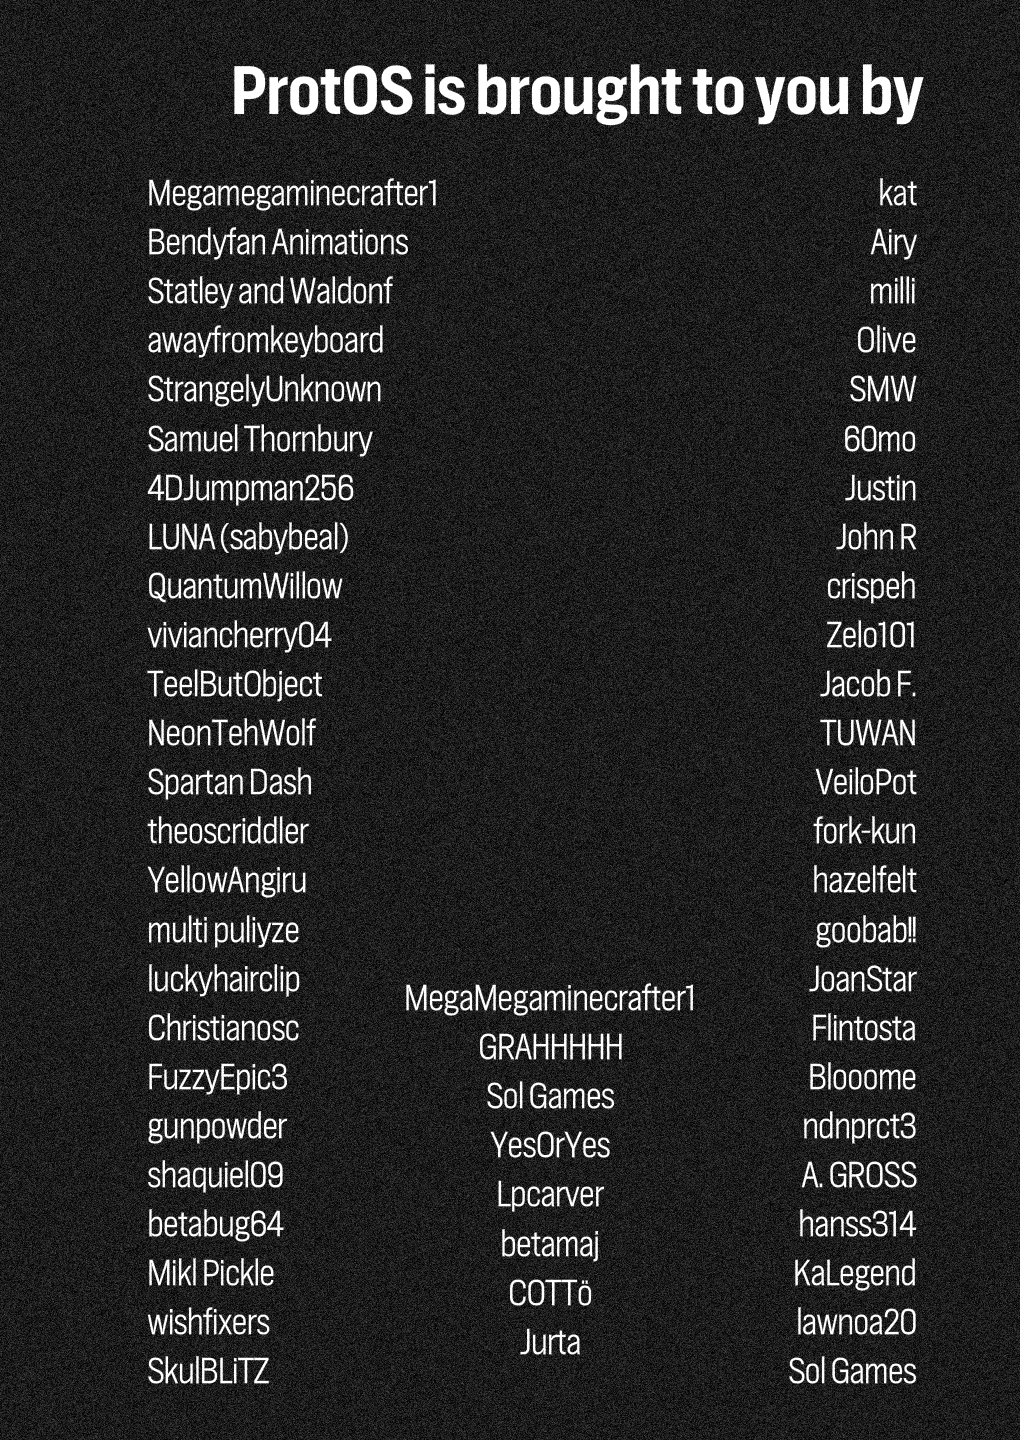 ProtOS is brought to you by
Megamegaminecrafter1
Bendyfan Animations
Statley and Waldonf
awayfromkeyboard
StrangelyUnknown
Samuel Thornbury
4DJumpman256
LUNA (sabybeal)
QuantumWillow
viviancherry04
TeelButObject
NeonTehWolf
Spartan Dash
theoscriddler
YellowAngiru
multi puliyze
luckyhairclip
Christianosc
FuzzyEpic3
gunpowder
shaquiel09
betabug64
Mikl Pickle
wishfixers
SkulBLiTZ
MegaMegaminecrafter1
GRAHHHHH
Sol Games
YesOrYes
Lpcarver
betamaj
COTTö
Jurta
kat
Airy
milli
Olive
SMW
60mo
Justin
John R
crispeh
Zelo101
Jacob F.
TUWAN
VeiloPot
fork-kun
hazelfelt
goobab!!
JoanStar
Flintosta
Blooome
ndnprct3
A. GROSS
hanss314
KaLegend
lawnoa20
Sol Games